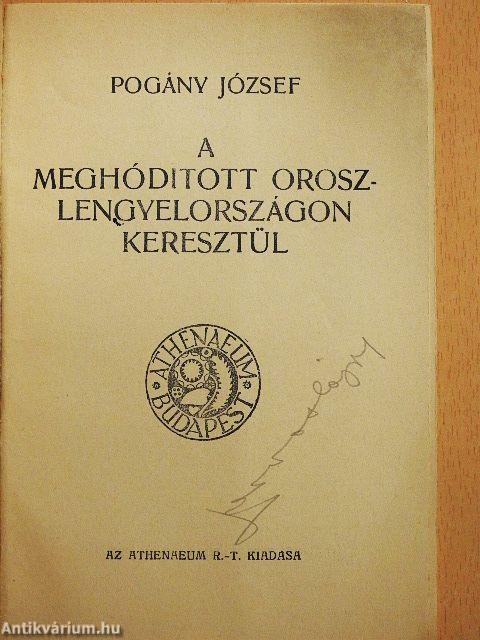 POGÁNY JÓZSEF
A
MEGHÓDITOTT OROSZ-
LENGYELORSZÁGON
KERESZTÜL
ATHENAEUM
BUDAPEST
AZ ATHENAEUM R.-T. KIADASA
Antikvárium.hu